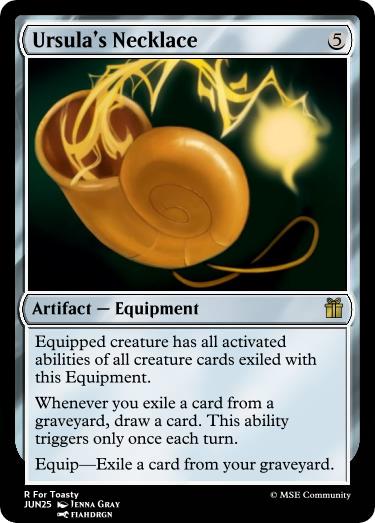 Ursula's Necklace 5
Artifact — Equipment
Equipped creature has all activated
abilities of all creature cards exiled with
this Equipment.
Whenever you exile a card from a
graveyard, draw a card. This ability
triggers only once each turn.
Equip—Exile a card from your graveyard.
R For Toasty
JUN25 Jenna Gray © MSE Community
FIAHDRGN